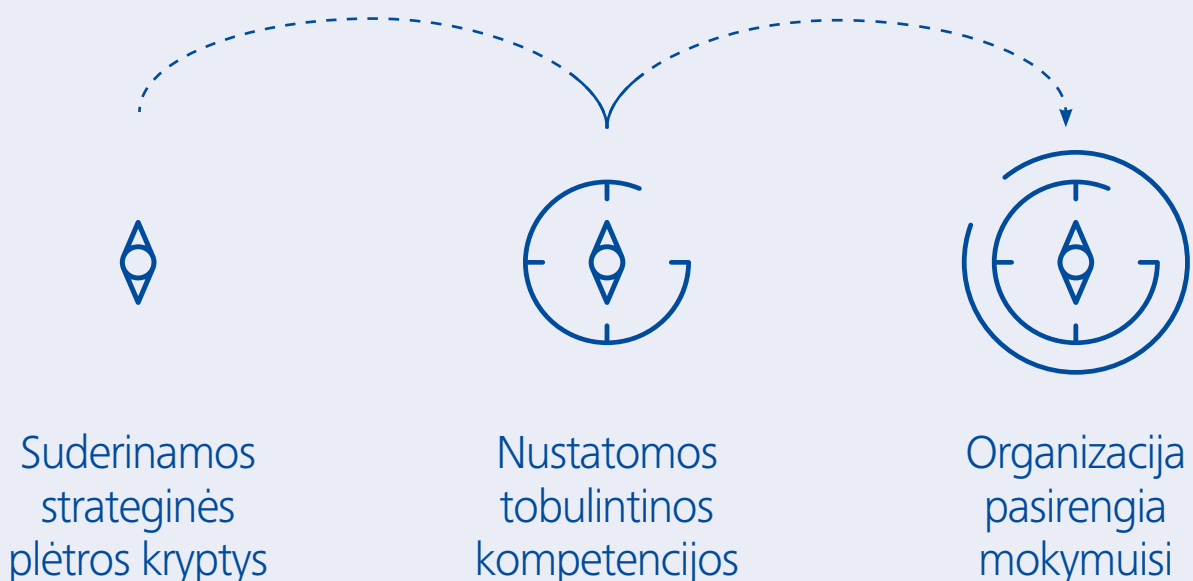 Suderinamos
strateginės
plėtros kryptys
Nustatomos
tobulintinos
kompetencijos
Organizacija
pasirengia
mokymuisi